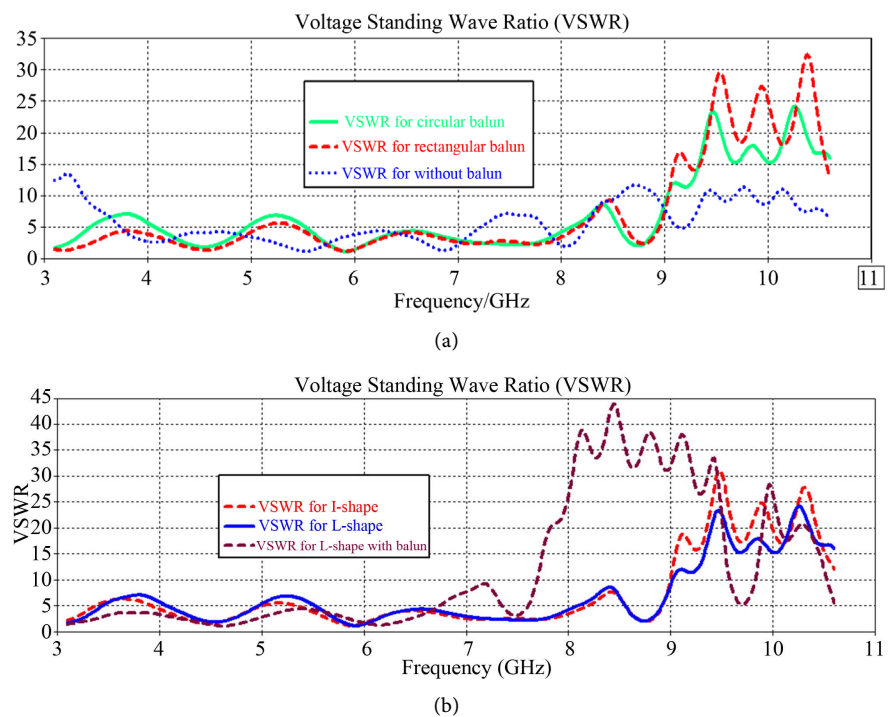 Voltage Standing Wave Ratio (VSWR)
35
30
25
20
15
10
5
0
VSWR for circular balun
VSWR for rectangular balun
VSWR for without balun
3 4 5 6 7 8 9 10 11
Frequency/GHz
(a)
Voltage Standing Wave Ratio (VSWR)
45
40
35
30
25
20
15
10
5
0
VSWR
VSWR for I-shape
VSWR for L-shape
VSWR for L-shape with balun
3 4 5 6 7 8 9 10 11
Frequency (GHz)
(b)